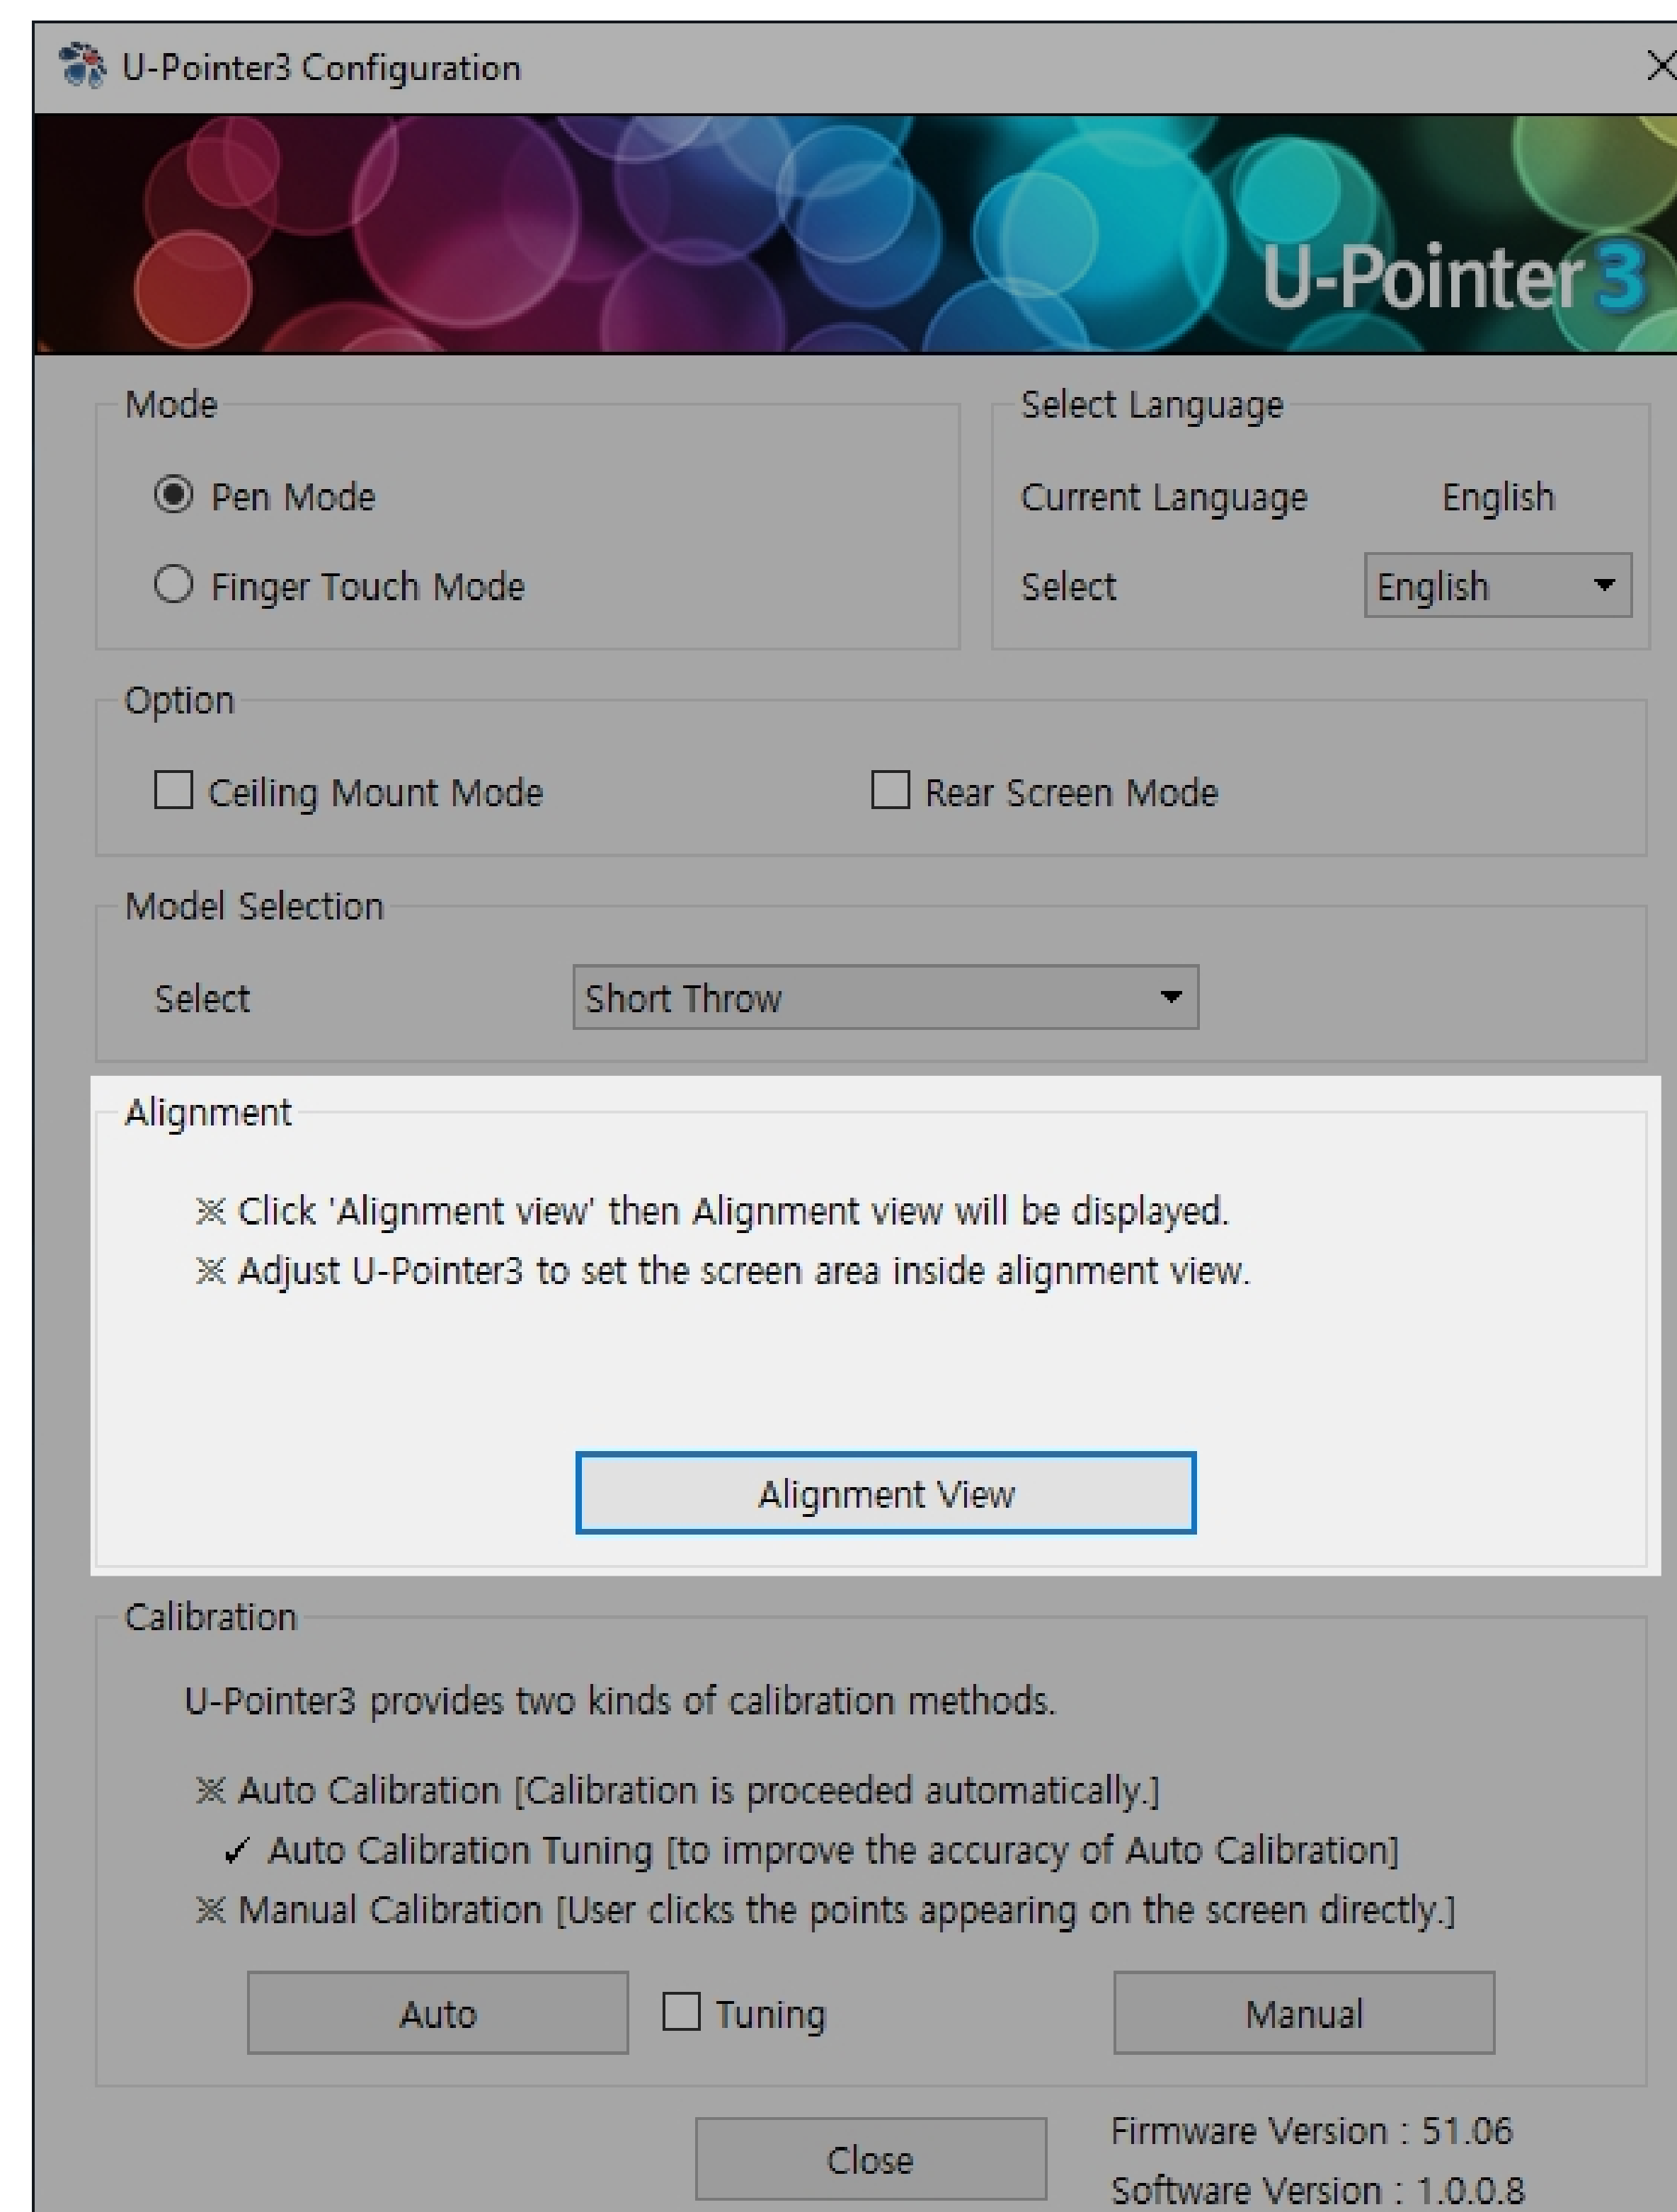 U-Pointer3 Configuration
U-Pointer 3
Mode
Pen Mode
Finger Touch Mode
Select Language
Current Language English
Select English
Option
Ceiling Mount Mode Rear Screen Mode
Model Selection
Select Short Throw
Alignment
※ Click 'Alignment view' then Alignment view will be displayed.
※ Adjust U-Pointer3 to set the screen area inside alignment view.
Alignment View
Calibration
U-Pointer3 provides two kinds of calibration methods.
※ Auto Calibration [Calibration is proceeded automatically.]
✓ Auto Calibration Tuning [to improve the accuracy of Auto Calibration]
※ Manual Calibration [User clicks the points appearing on the screen directly.]
Auto Tuning Manual
Close
Firmware Version : 51.06
Software Version : 1.0.0.8